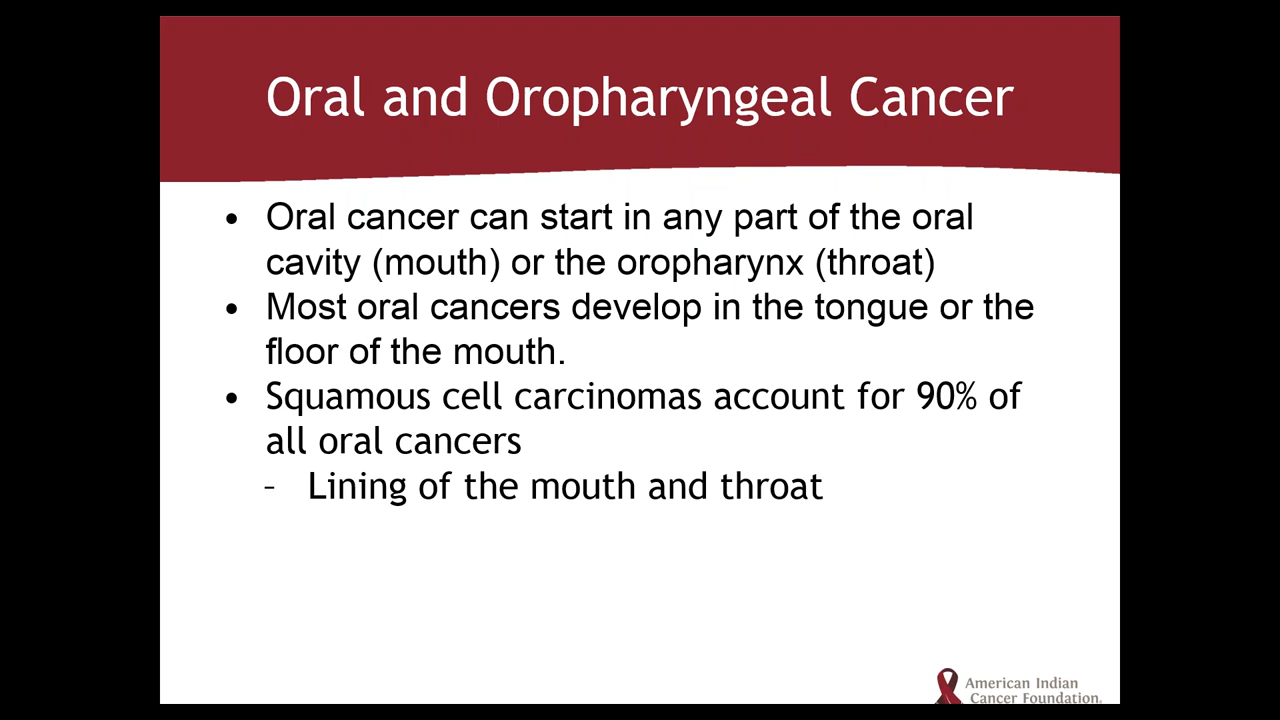 Oral and Oropharyngeal Cancer
• Oral cancer can start in any part of the oral
cavity (mouth) or the oropharynx (throat)
• Most oral cancers develop in the tongue or the
floor of the mouth.
• Squamous cell carcinomas account for 90% of
all oral cancers
– Lining of the mouth and throat
American Indian
Cancer Foundation.